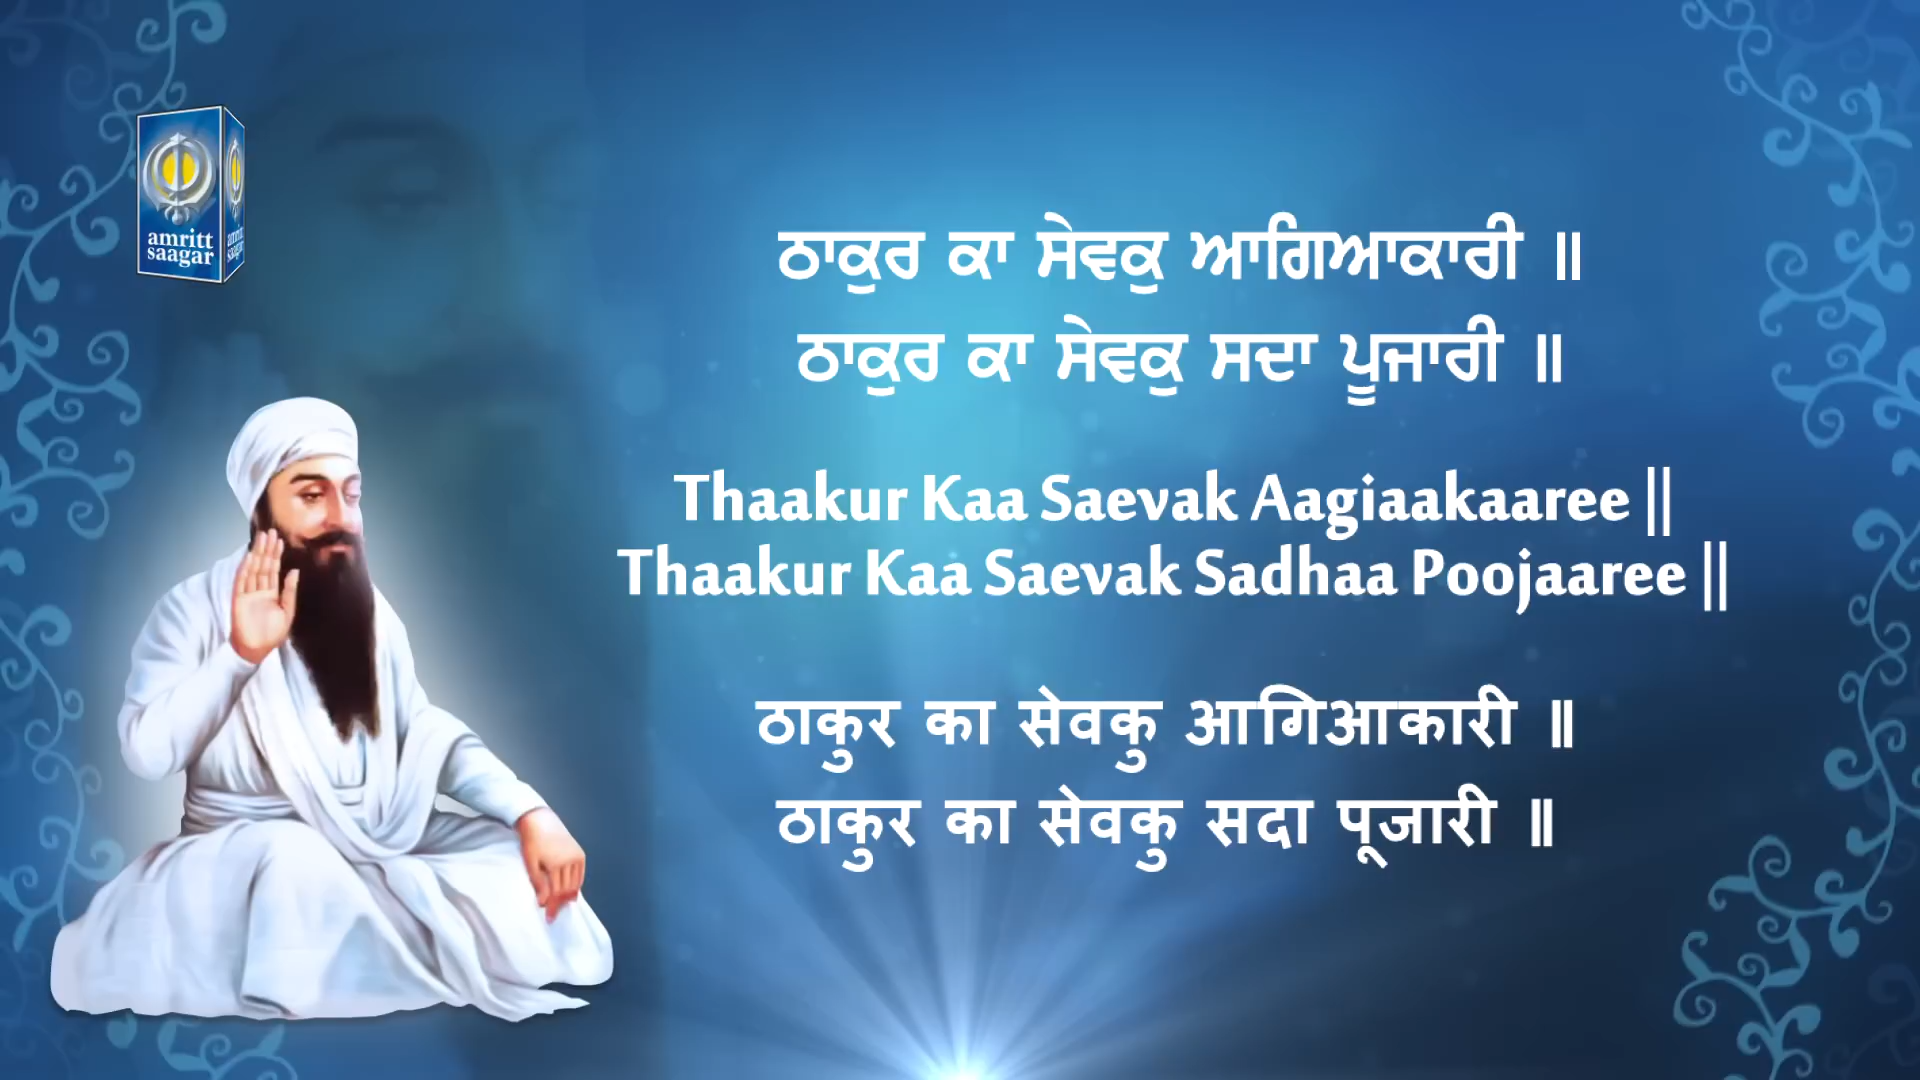 amritt
saagar
ਠਾਕੁਰ ਕਾ ਸੇਵਕੁ ਆਗਿਆਕਾਰੀ ॥
ਠਾਕੁਰ ਕਾ ਸੇਵਕੁ ਸਦਾ ਪੂਜਾਰੀ ॥
Thaakur Kaa Saevak Aagiaakaaree ||
Thaakur Kaa Saevak Sadhaa Poojaaree ||
ठाकुर का सेवकु आगिआकारी ॥
ठाकुर का सेवकु सदा पूजारी ॥